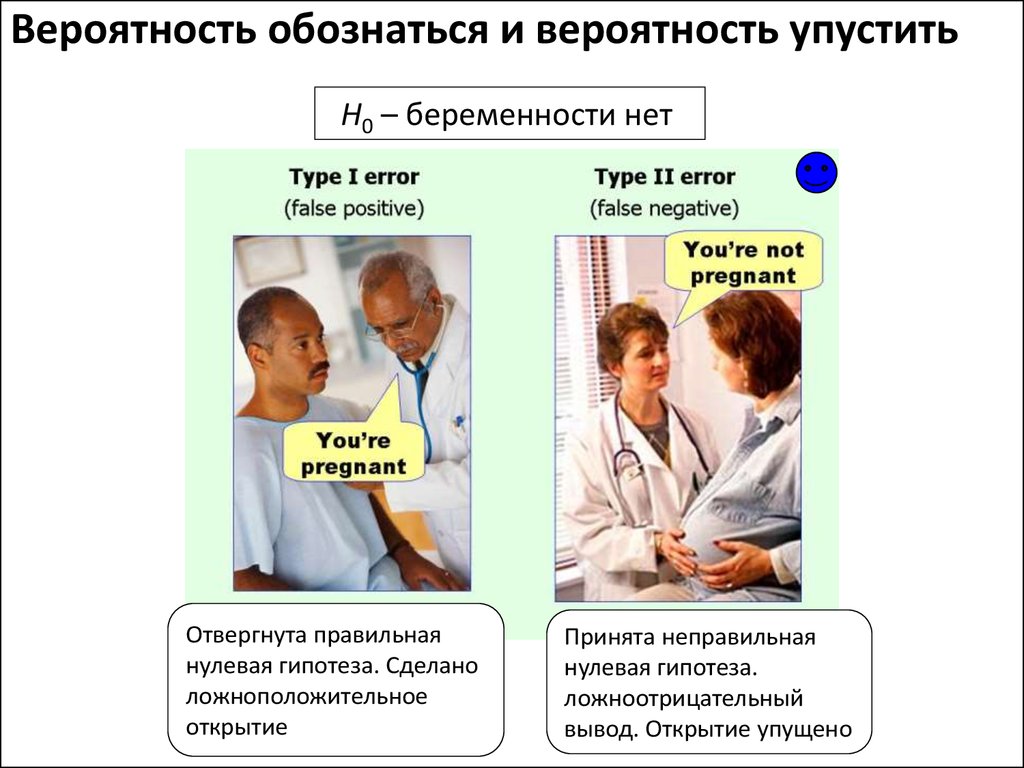 Вероятность обознаться и вероятность упустить
H₀ – беременности нет
Type I error
(false positive)
Type II error
(false negative)
You're
pregnant
You're not
pregnant
Отвергнута правильная
нулевая гипотеза. Сделано
ложноположительное
открытие
Принята неправильная
нулевая гипотеза.
ложноотрицательный
вывод. Открытие упущено